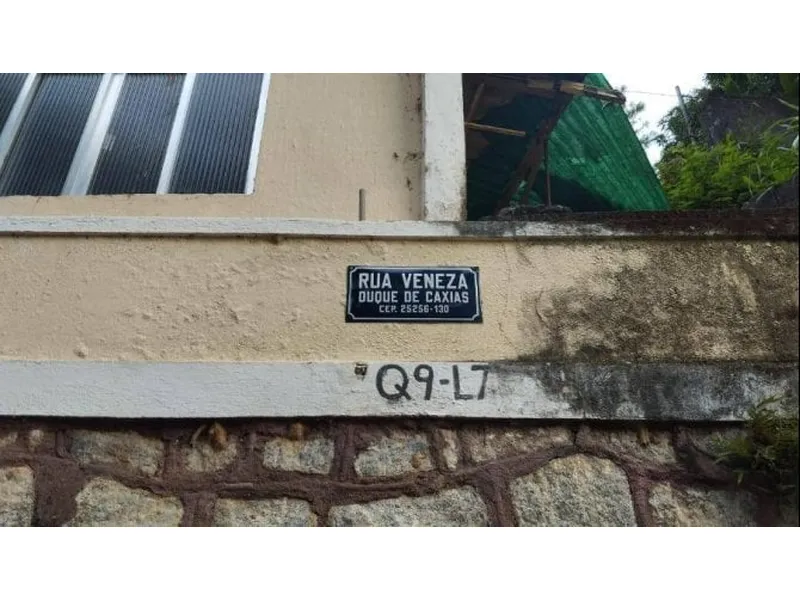 RUA VENEZA
DUQUE DE CAXIAS
CEP. 25256-130
Q9-L7